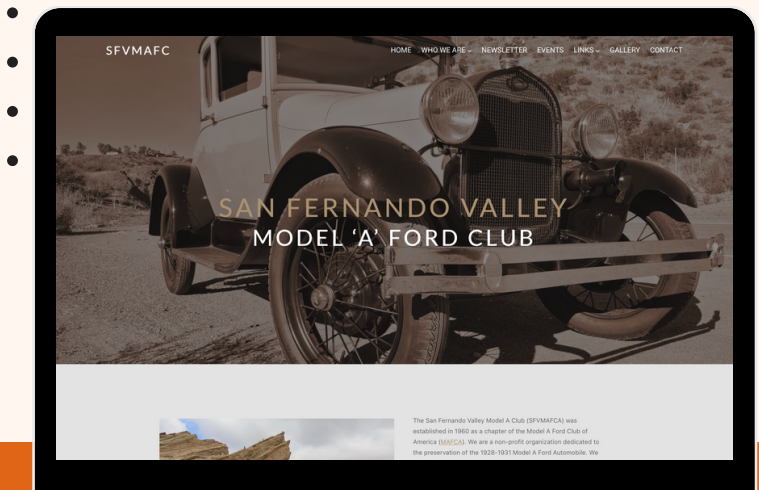 SFVMAFC
HOME WHO WE ARE NEWSLETTER EVENTS LINKS GALLERY CONTACT
SAN FERNANDO VALLEY
MODEL ‘A’ FORD CLUB
The San Fernando Valley Model A Club (SFVMAFCA) was
established in 1960 as a chapter of the Model A Ford Club of
America (MAFCA). We are a non-profit organization dedicated to
the preservation of the 1928-1931 Model A Ford Automobile. We